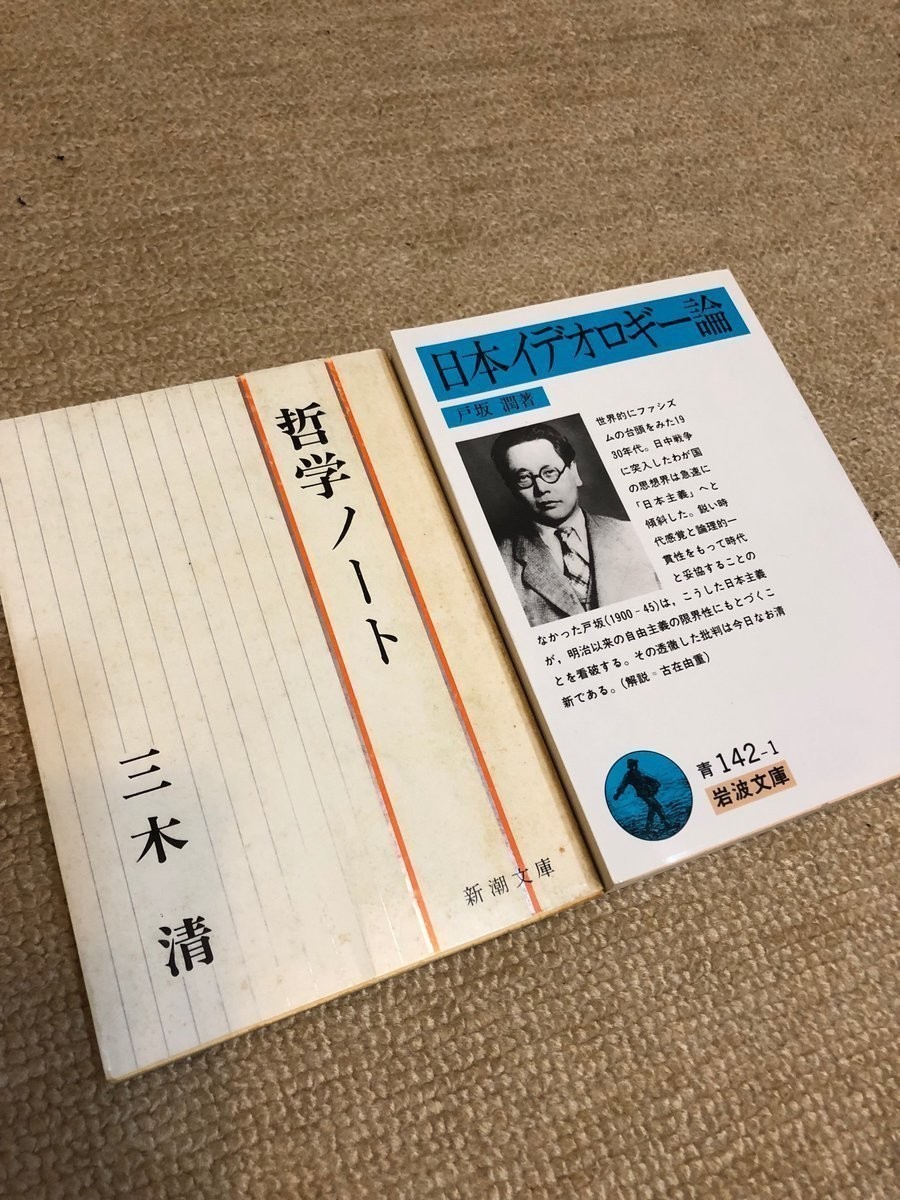 哲学ノート
三木 清
新潮文庫
日本イデオロギー論
戸坂 潤著
世界的にファシズ
ムの台頭をみた19
30年代。日中戦争
に突入したわが国
の思想界は急速に
「日本主義」へと
傾斜した。鋭い時
代感覚と論理的一
貫性をもって時代
と妥協することの
なかった戸坂(1900-45)は，こうした日本主義
が，明治以来の自由主義の限界性にもとづくこ
とを看破する。その透徹した批判は今日なお清
新である。(解説＝古在由重)
青142-1
岩波文庫